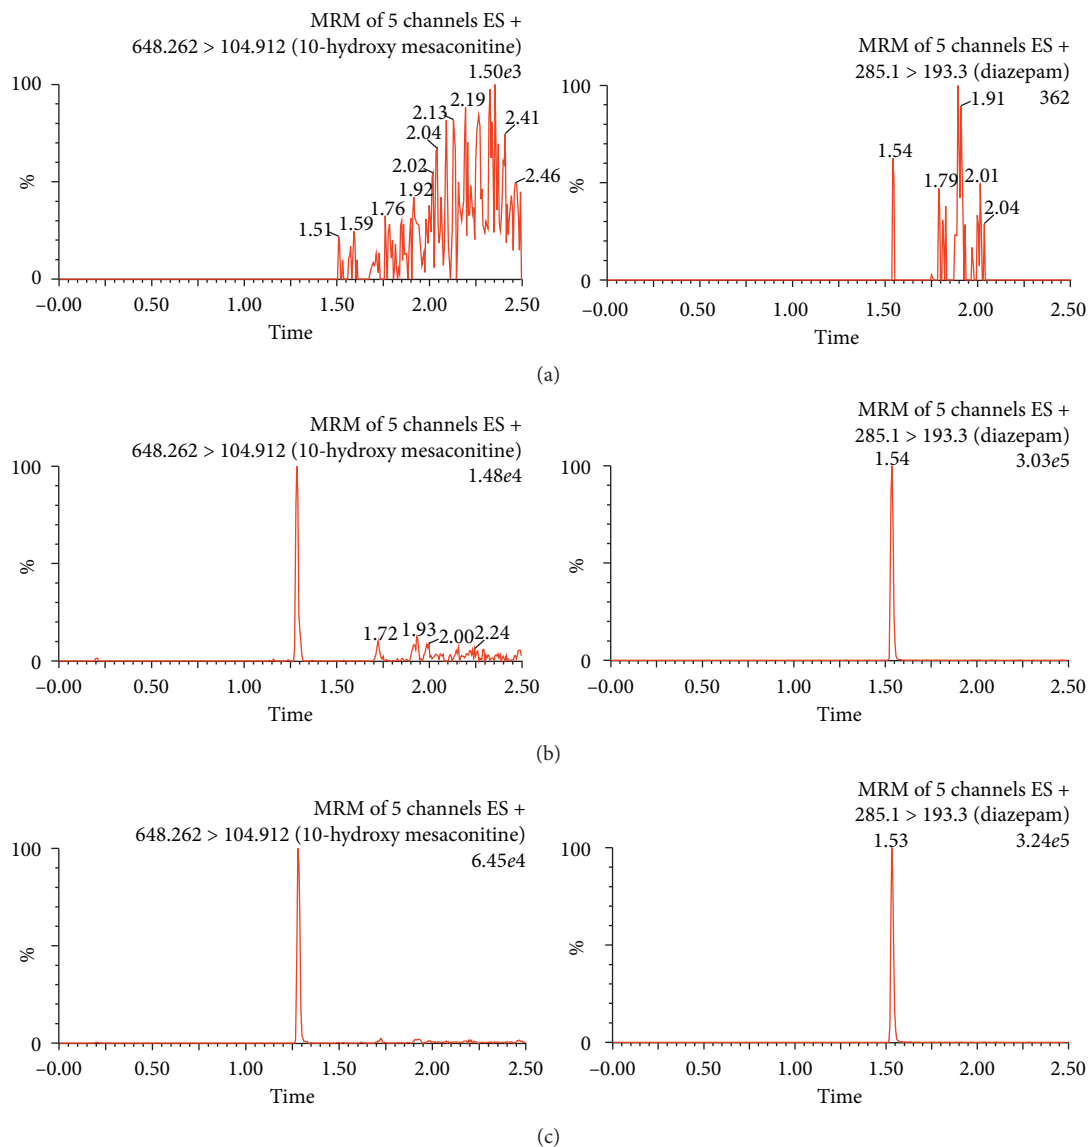 MRM of 5 channels ES +
648.262 > 104.912 (10-hydroxy mesaconitine)
1.50e3
100
%
0
1.51
1.59
1.76
1.92
2.02
2.04
2.13
2.19
2.41
2.46
−0.00 0.50 1.00 1.50 2.00 2.50
Time
MRM of 5 channels ES +
285.1 > 193.3 (diazepam)
362
100
%
0
1.54
1.79
1.91
2.01
2.04
−0.00 0.50 1.00 1.50 2.00 2.50
Time
(a)
MRM of 5 channels ES +
648.262 > 104.912 (10-hydroxy mesaconitine)
1.48e4
100
%
0
1.72
1.93
2.00
2.24
−0.00 0.50 1.00 1.50 2.00 2.50
Time
MRM of 5 channels ES +
285.1 > 193.3 (diazepam)
1.54 3.03e5
100
%
0
−0.00 0.50 1.00 1.50 2.00 2.50
Time
(b)
MRM of 5 channels ES +
648.262 > 104.912 (10-hydroxy mesaconitine)
6.45e4
100
%
0
−0.00 0.50 1.00 1.50 2.00 2.50
Time
MRM of 5 channels ES +
285.1 > 193.3 (diazepam)
1.53 3.24e5
100
%
0
−0.00 0.50 1.00 1.50 2.00 2.50
Time
(c)